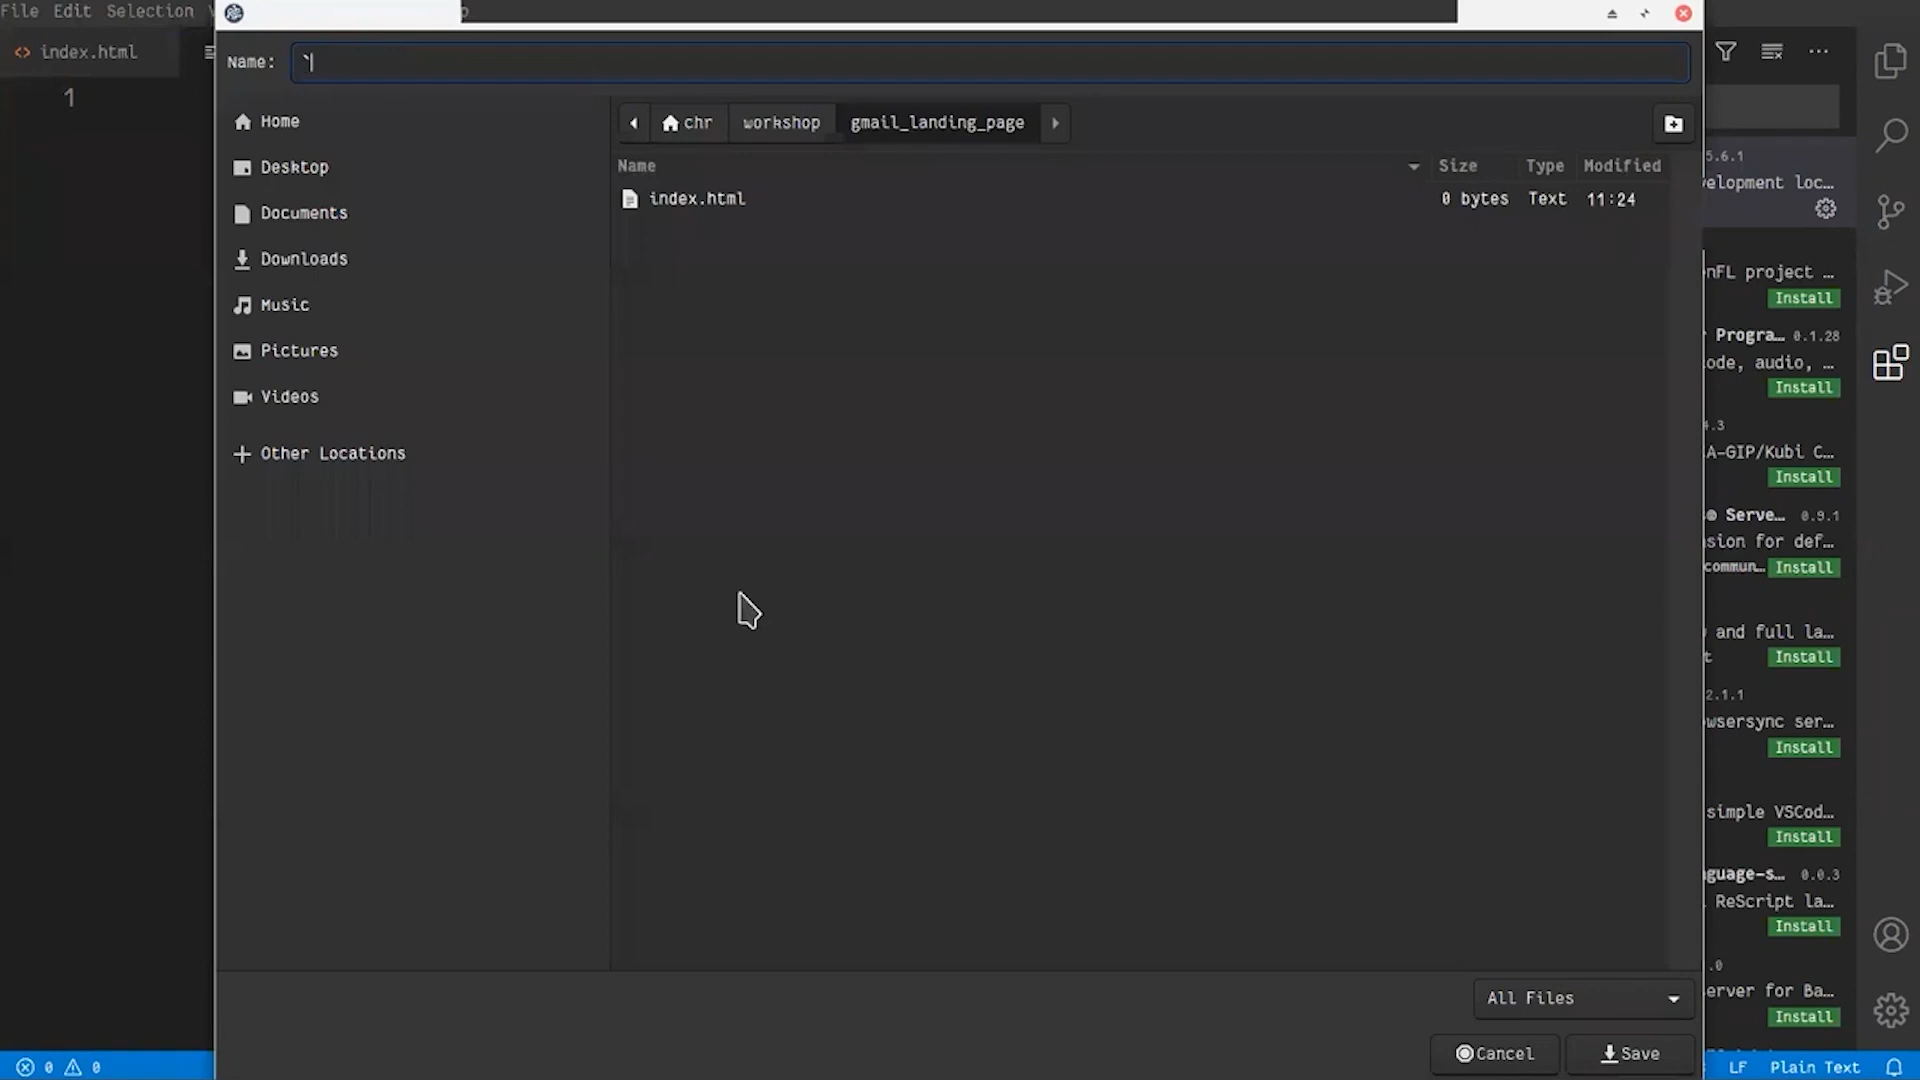 File Edit Selection
index.html
1
Name: `
Home
Desktop
Documents
Downloads
Music
Pictures
Videos
Other Locations
chr workshop gmail_landing_page
Name Size Type Modified
index.html 0 bytes Text 11:24
All Files
Cancel Save
5.6.1
velopment loc…
nFL project …
Install
Progra… 0.1.28
ode, audio, …
Install
4.3
A-GIP/Kubi C…
Install
Serve… 0.9.1
sion for def…
commun… Install
and full la…
t Install
2.1.1
wsersync ser…
Install
simple VSCod…
Install
guage-s… 0.0.3
ReScript la…
Install
.0
erver for Ba…
Install
0 0
LF Plain Text